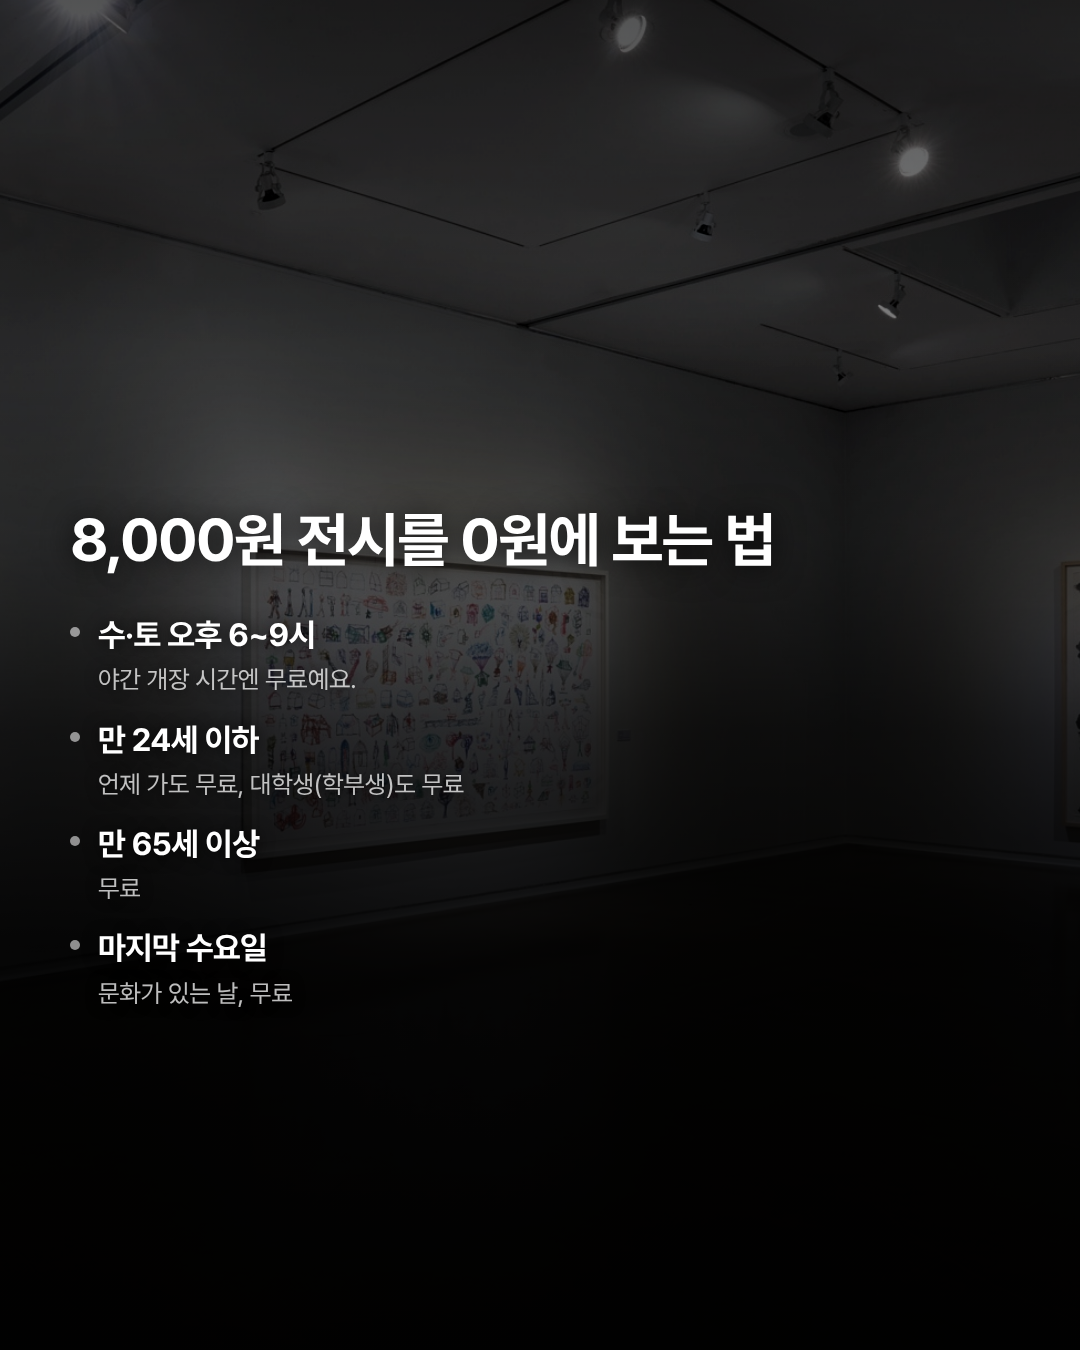 8,000원 전시를 0원에 보는 법
수·토 오후 6~9시
야간 개장 시간엔 무료예요.
만 24세 이하
언제 가도 무료, 대학생(학부생)도 무료
만 65세 이상
무료
마지막 수요일
문화가 있는 날, 무료